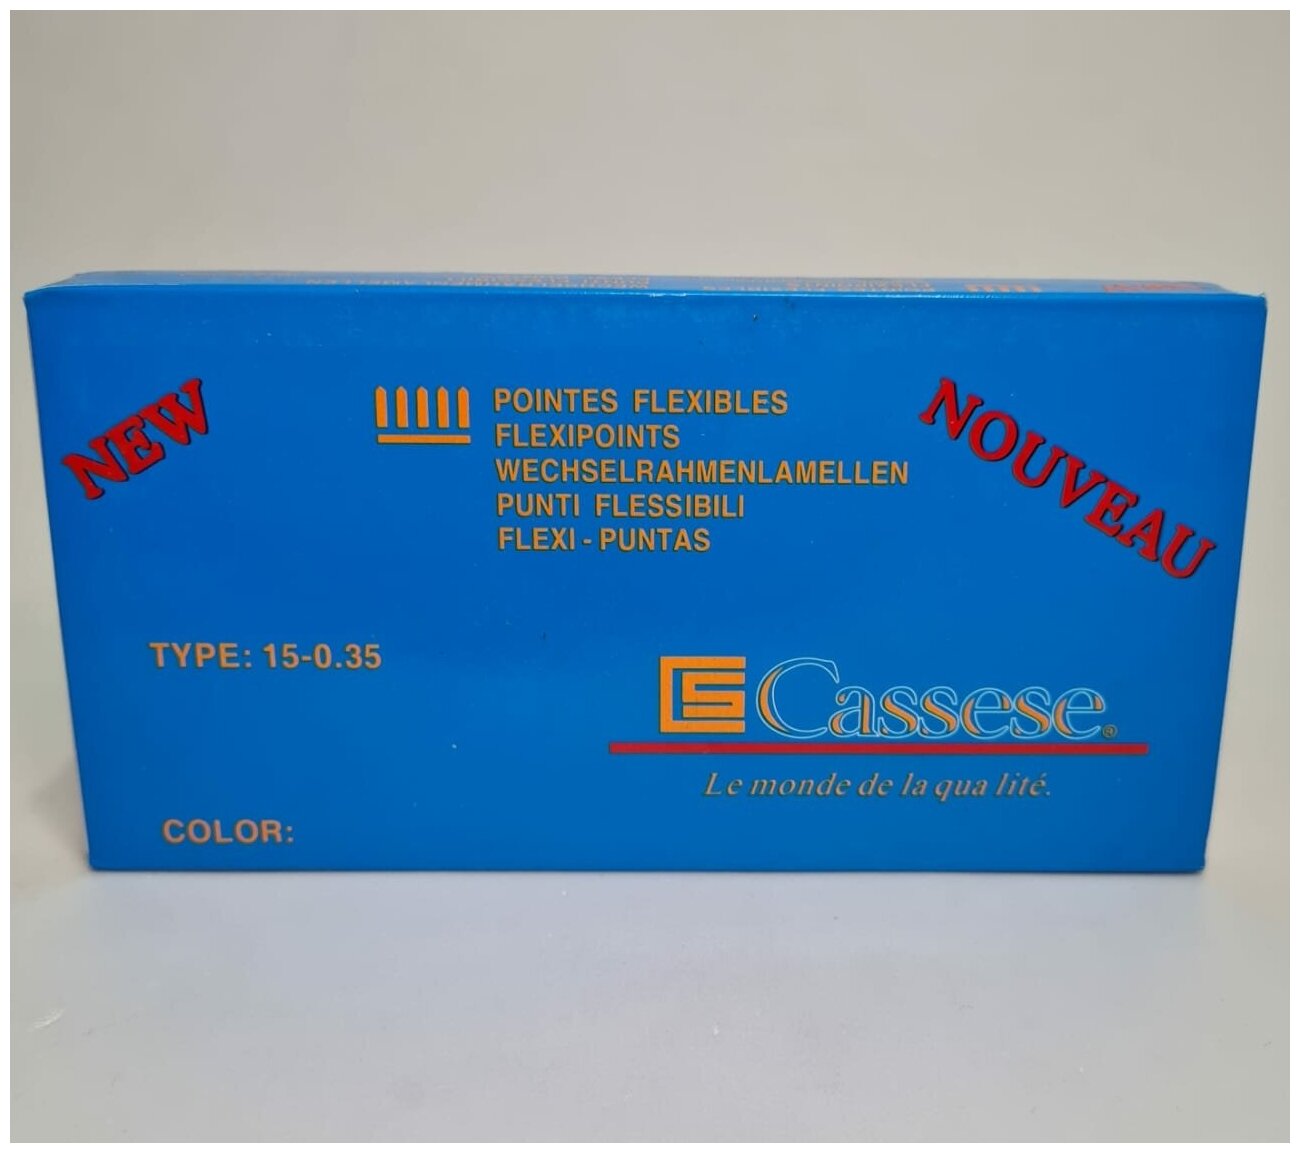 NEW
NOUVEAU
POINTES FLEXIBLES
FLEXIPOINTS
WECHSELRAHMENLAMELLEN
PUNTI FLESSIBILI
FLEXI - PUNTAS
TYPE: 15-0.35
CS Cassese®
Le monde de la qua lité.
COLOR: